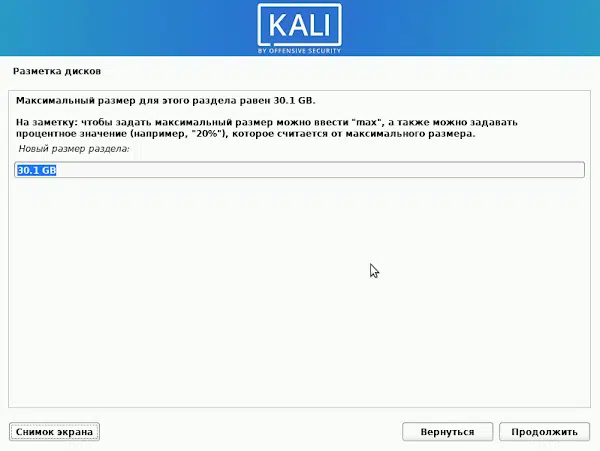 KALI
BY OFFENSIVE SECURITY
Разметка дисков
Максимальный размер для этого раздела равен 30.1 GB.
На заметку: чтобы задать максимальный размер можно ввести "max", а также можно задавать
процентное значение (например, "20%"), которое считается от максимального размера.
Новый размер раздела:
30.1 GB
Снимок экрана
Вернуться
Продолжить